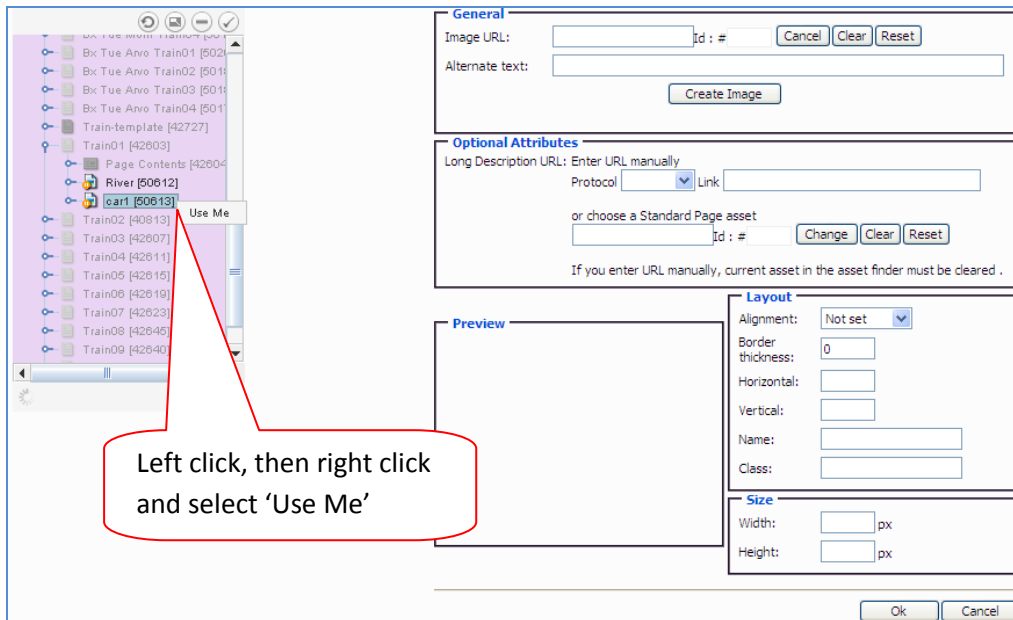 Bx Tue Arvo Train01 [502
Bx Tue Arvo Train02 [501
Bx Tue Arvo Train03 [501
Bx Tue Arvo Train04 [501
Train-template [42727]
Train01 [42603]
Page Contents [42604
River [50612]
car1 [50613]
Use Me
Train02 [40813]
Train03 [42607]
Train04 [42611]
Train05 [42615]
Train06 [42619]
Train07 [42623]
Train08 [42645]
Train09 [42640]
Left click, then right click
and select ‘Use Me’
General
Image URL: Id : # Cancel Clear Reset
Alternate text:
Create Image
Optional Attributes
Long Description URL: Enter URL manually
Protocol Link
or choose a Standard Page asset
Id : # Change Clear Reset
If you enter URL manually, current asset in the asset finder must be cleared .
Preview
Layout
Alignment: Not set
Border
thickness: 0
Horizontal:
Vertical:
Name:
Class:
Size
Width: px
Height: px
Ok Cancel